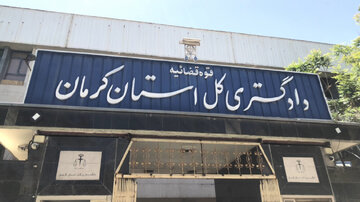 قوه قضائیه
دادگستری کل استان کرمان